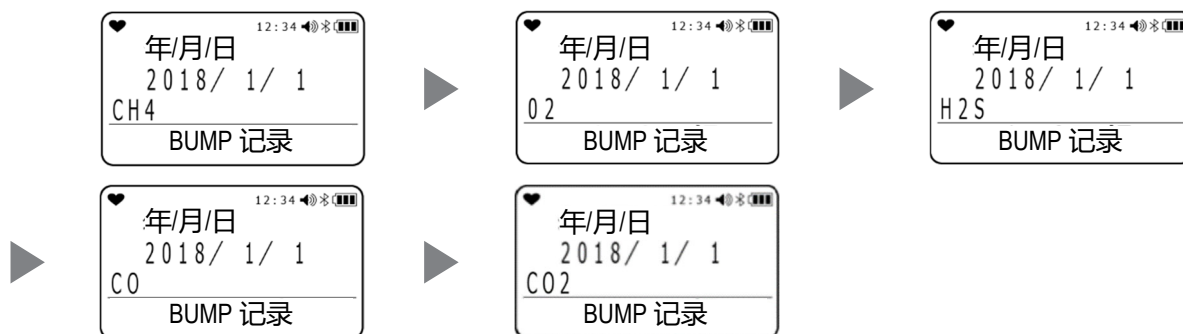 12:34
年/月/日
2018/ 1/ 1
CH4
BUMP 记录
12:34
年/月/日
2018/ 1/ 1
O2
BUMP 记录
12:34
年/月/日
2018/ 1/ 1
H2S
BUMP 记录
12:34
年/月/日
2018/ 1/ 1
CO
BUMP 记录
12:34
年/月/日
2018/ 1/ 1
CO2
BUMP 记录